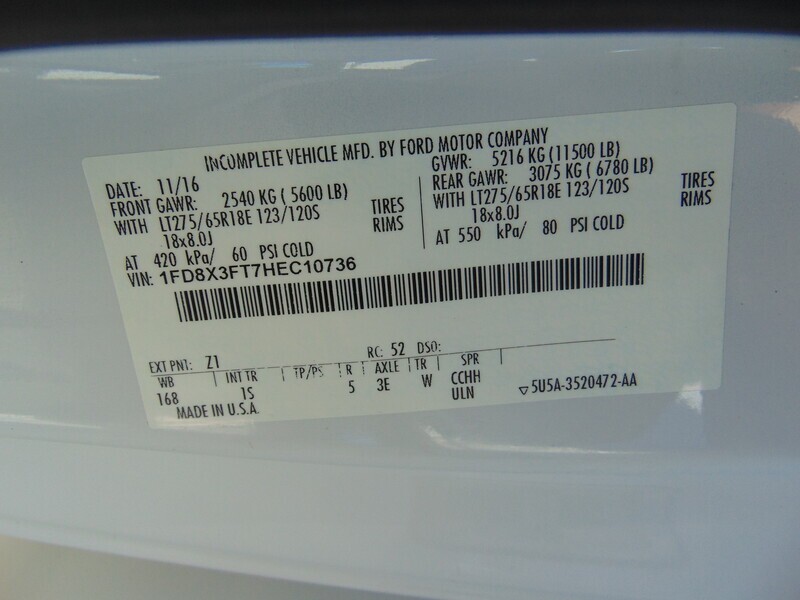 INCOMPLETE VEHICLE MFD. BY FORD MOTOR COMPANY
DATE: 11/16
GVWR: 5216 KG (11500 LB)
FRONT GAWR: 2540 KG ( 5600 LB)
REAR GAWR: 3075 KG ( 6780 LB)
WITH LT275/65R18E 123/120S TIRES
WITH LT275/65R18E 123/120S TIRES
18x8.0J RIMS
18x8.0J RIMS
AT 420 kPa/ 60 PSI COLD
AT 550 kPa/ 80 PSI COLD
VIN: 1FD8X3FT7HEC10736
EXT PNT: Z1 RC: 52 DSO:
WB INT TR TP/PS R AXLE TR SPR
168 1S 5 3E W CCHH
ULN
5U5A-3520472-AA
MADE IN U.S.A.